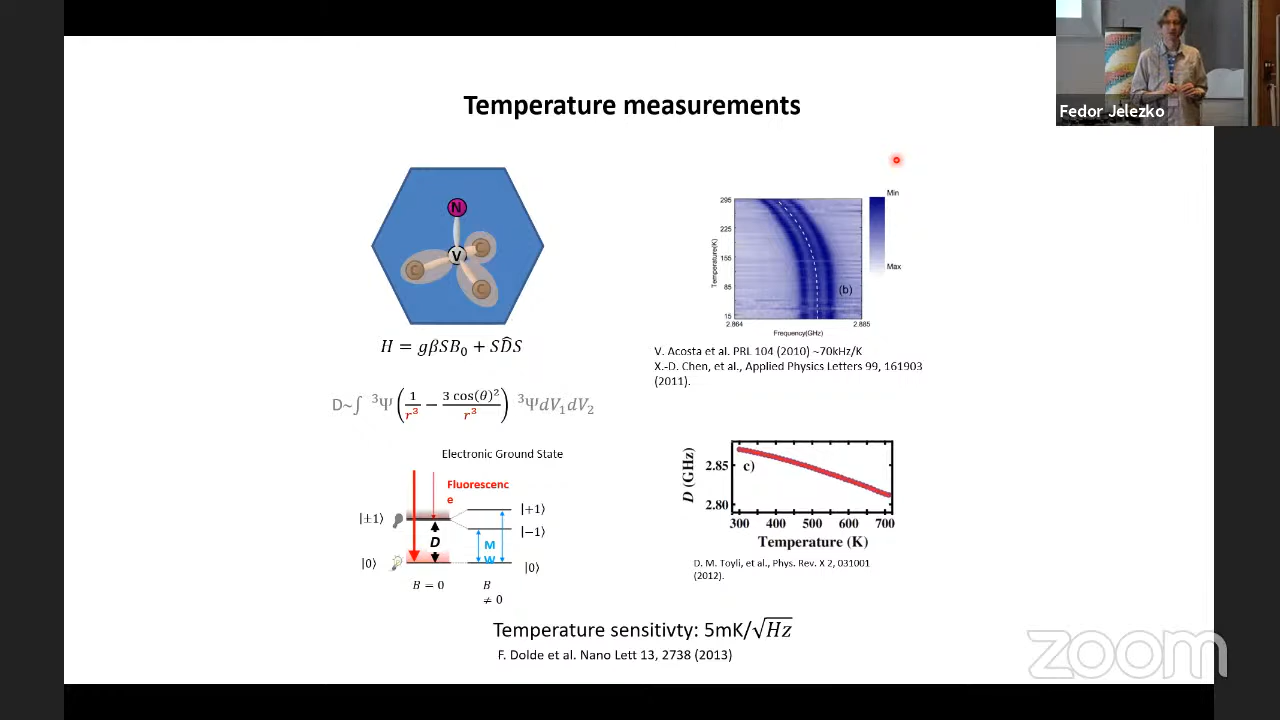 Fedor Jelezko
Temperature measurements
N
V
C
C
C
H = gβSB₀ + SD̂S
D~∫ ³Ψ(1/r³ − 3 cos(θ)²/r³) ³ΨdV₁dV₂
Electronic Ground State
Fluorescenc
e
|±1⟩
|0⟩
D
M
W
|+1⟩
|−1⟩
|0⟩
B = 0
B
≠ 0
Temperature(K)
295
225
155
85
15
2.864
2.885
Frequency(GHz)
(b)
Min
Max
V. Acosta et al. PRL 104 (2010) ~70kHz/K
X.-D. Chen, et al., Applied Physics Letters 99, 161903
(2011).
D (GHz)
2.85
2.80
c)
300 400 500 600 700
Temperature (K)
D. M. Toyli, et al., Phys. Rev. X 2, 031001
(2012).
Temperature sensitivty: 5mK/√Hz
F. Dolde et al. Nano Lett 13, 2738 (2013)
zoom